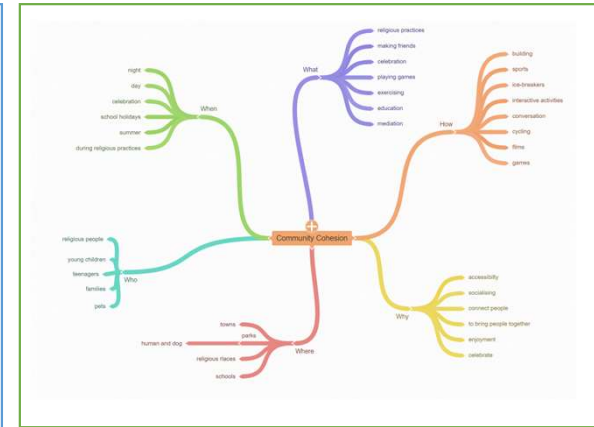 What
religious practices
making friends
celebration
playing games
exercising
education
mediation
How
building
sports
ice-breakers
interactive activities
conversation
cycling
films
games
When
night
day
celebration
school holidays
summer
during religious practices
Community Cohesion
Who
religious people
young children
teenagers
families
pets
Where
towns
parks
human and dog
religious places
schools
Why
accessibilty
socialising
connect people
to bring people together
enjoyment
celebrate